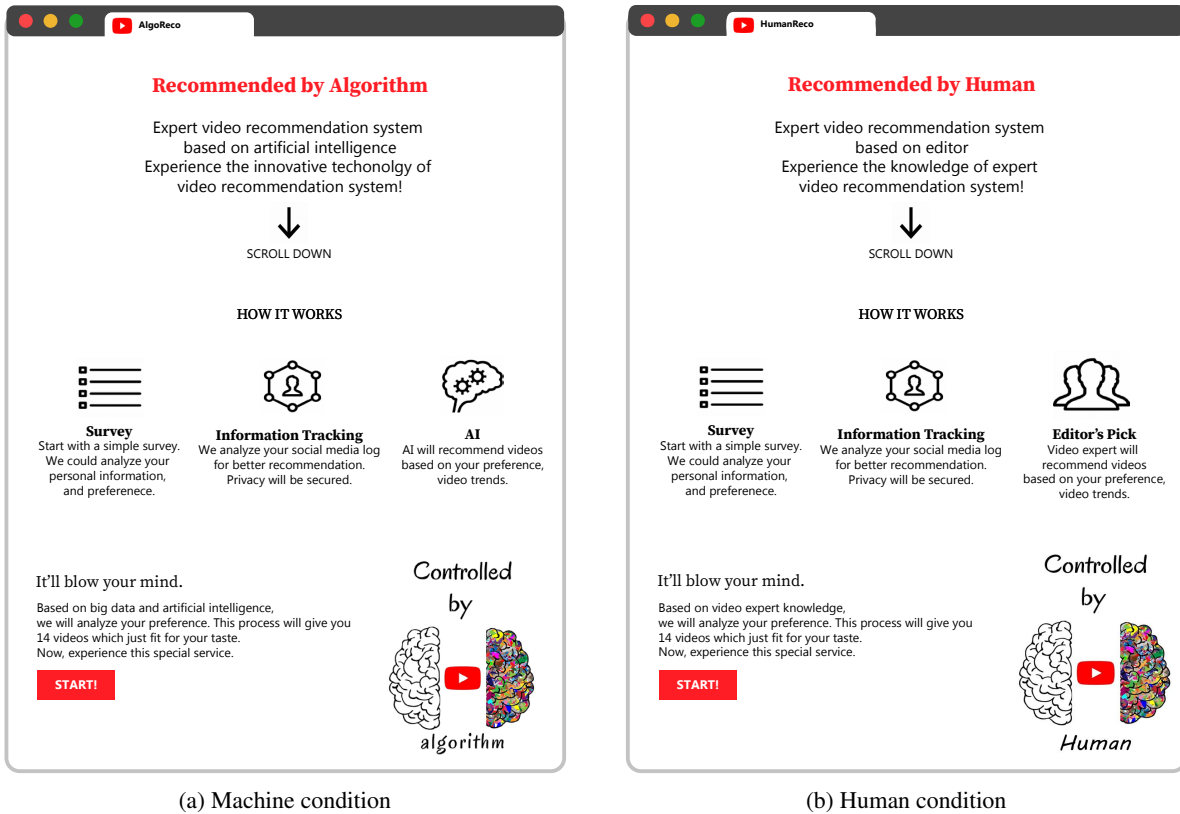 AlgoReco
Recommended by Algorithm
Expert video recommendation system
based on artificial intelligence
Experience the innovative techonolgy of
video recommendation system!
SCROLL DOWN
HOW IT WORKS
Survey
Start with a simple survey.
We could analyze your
personal information,
and preferenece.
Information Tracking
We analyze your social media log
for better recommendation.
Privacy will be secured.
AI
AI will recommend videos
based on your preference,
video trends.
It'll blow your mind.
Based on big data and artificial intelligence,
we will analyze your preference. This process will give you
14 videos which just fit for your taste.
Now, experience this special service.
START!
Controlled
by
algorithm
(a) Machine condition
HumanReco
Recommended by Human
Expert video recommendation system
based on editor
Experience the knowledge of expert
video recommendation system!
SCROLL DOWN
HOW IT WORKS
Survey
Start with a simple survey.
We could analyze your
personal information,
and preferenece.
Information Tracking
We analyze your social media log
for better recommendation.
Privacy will be secured.
Editor's Pick
Video expert will
recommend videos
based on your preference,
video trends.
It'll blow your mind.
Based on video expert knowledge,
we will analyze your preference. This process will give you
14 videos which just fit for your taste.
Now, experience this special service.
START!
Controlled
by
Human
(b) Human condition